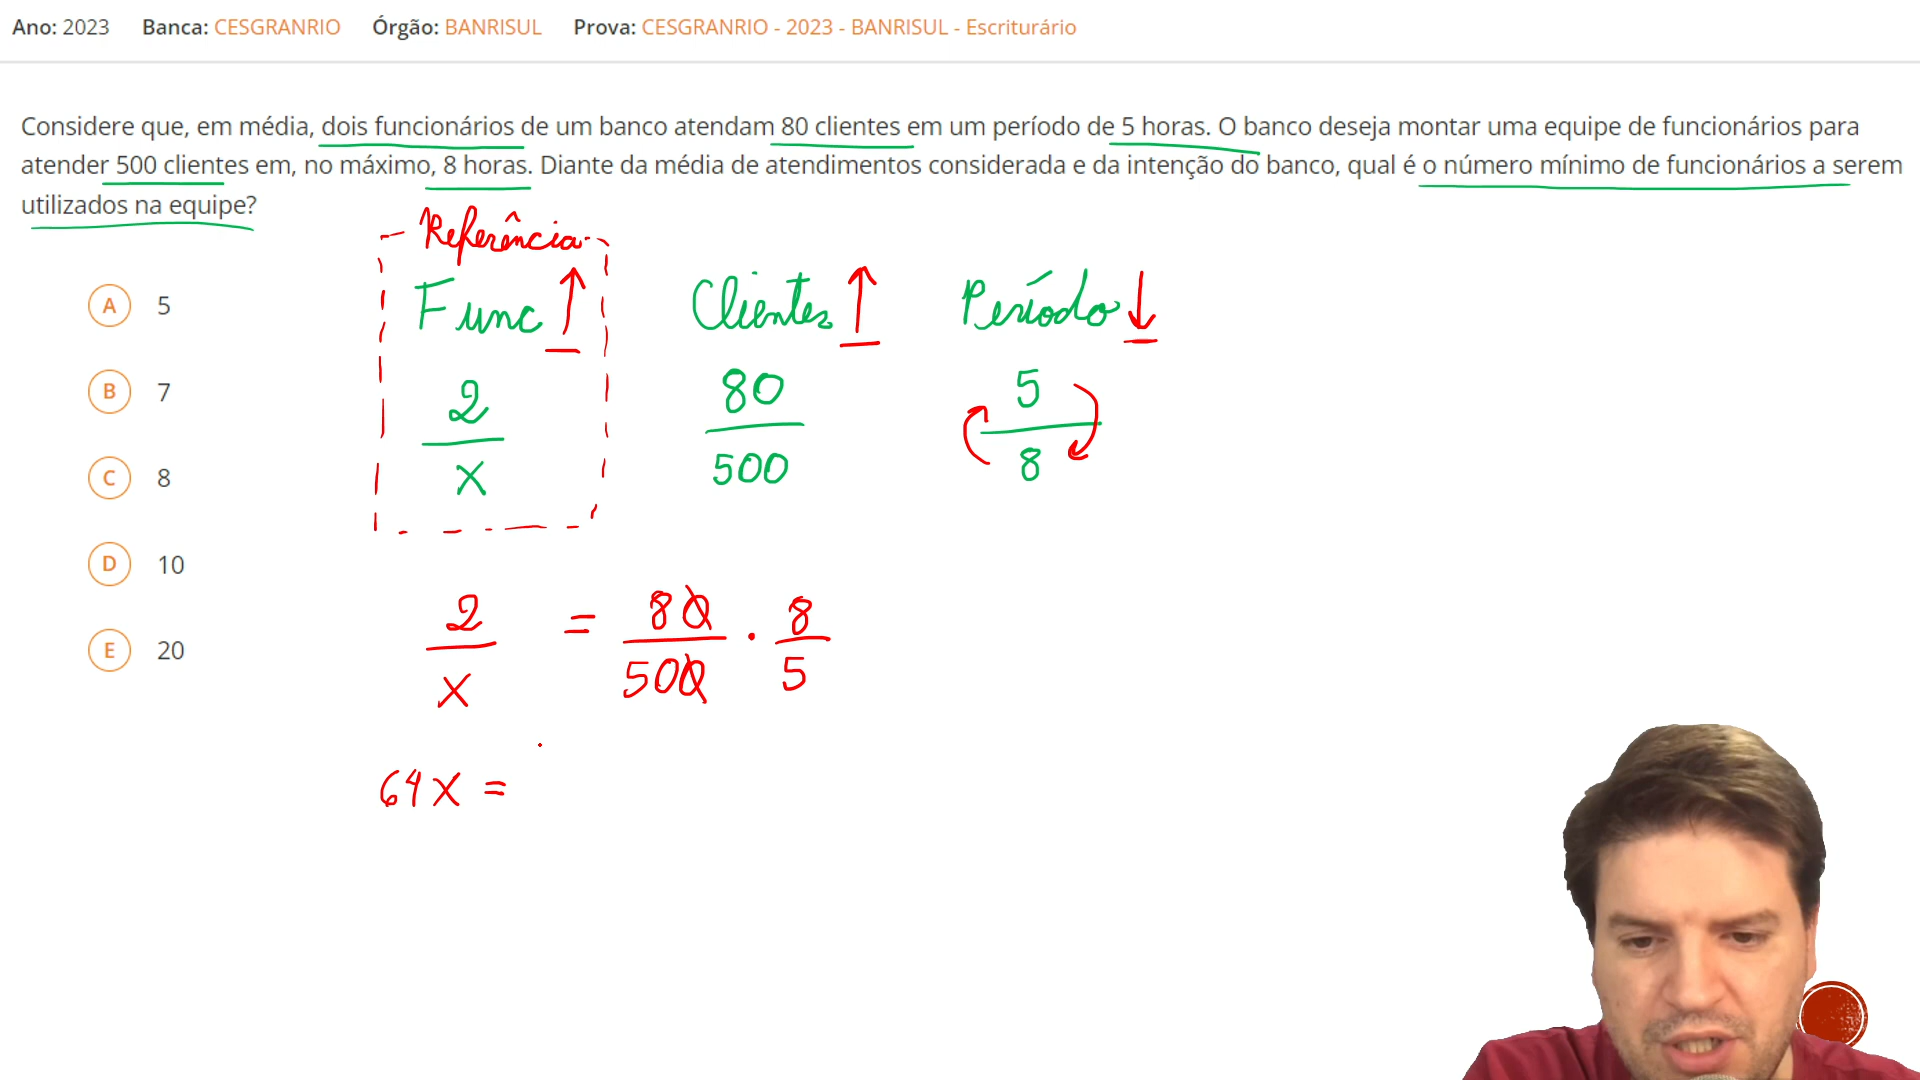 Ano: 2023 Banca: CESGRANRIO Órgão: BANRISUL Prova: CESGRANRIO - 2023 - BANRISUL - Escriturário
Considere que, em média, dois funcionários de um banco atendam 80 clientes em um período de 5 horas. O banco deseja montar uma equipe de funcionários para
atender 500 clientes em, no máximo, 8 horas. Diante da média de atendimentos considerada e da intenção do banco, qual é o número mínimo de funcionários a serem
utilizados na equipe?
A 5
B 7
C 8
D 10
E 20
Referência
Func ↑ Clientes ↑ Período ↓
2 80 5
x 500 8
2 = 80 · 8
x 500 5
64x =